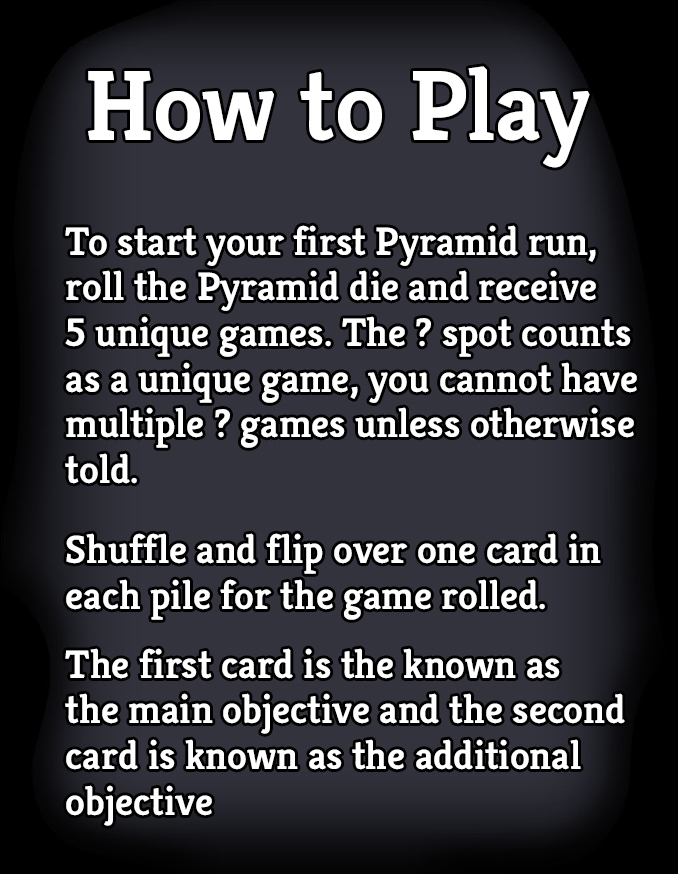 How to Play
To start your first Pyramid run,
roll the Pyramid die and receive
5 unique games. The ? spot counts
as a unique game, you cannot have
multiple ? games unless otherwise
told.
Shuffle and flip over one card in
each pile for the game rolled.
The first card is the known as
the main objective and the second
card is known as the additional
objective